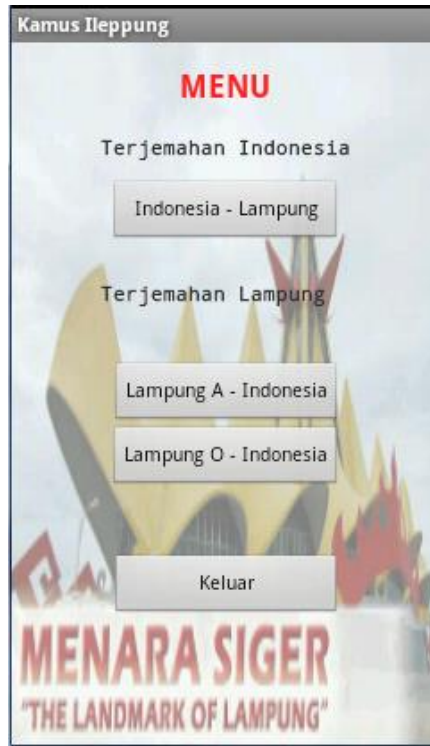 Kamus Ileppung
MENU
Terjemahan Indonesia
Indonesia - Lampung
Terjemahan Lampung
Lampung A - Indonesia
Lampung O - Indonesia
Keluar
MENARA SIGER
"THE LANDMARK OF LAMPUNG"